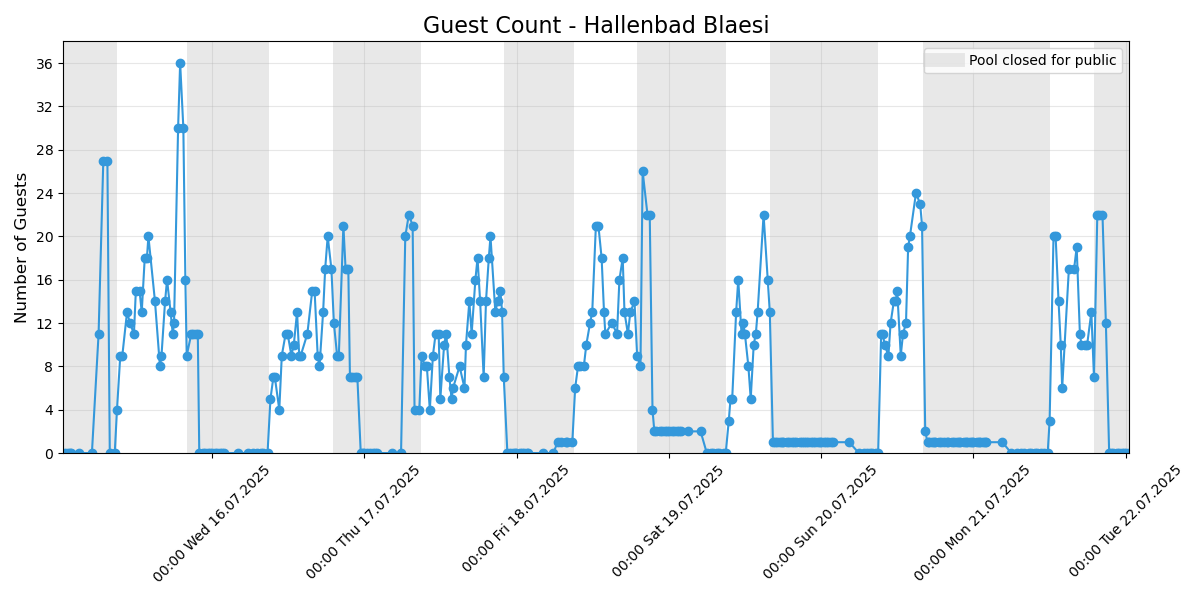 Guest Count - Hallenbad Blaesi
Pool closed for public
Number of Guests
36
32
28
24
20
16
12
8
4
0
00:00 Wed 16.07.2025
00:00 Thu 17.07.2025
00:00 Fri 18.07.2025
00:00 Sat 19.07.2025
00:00 Sun 20.07.2025
00:00 Mon 21.07.2025
00:00 Tue 22.07.2025